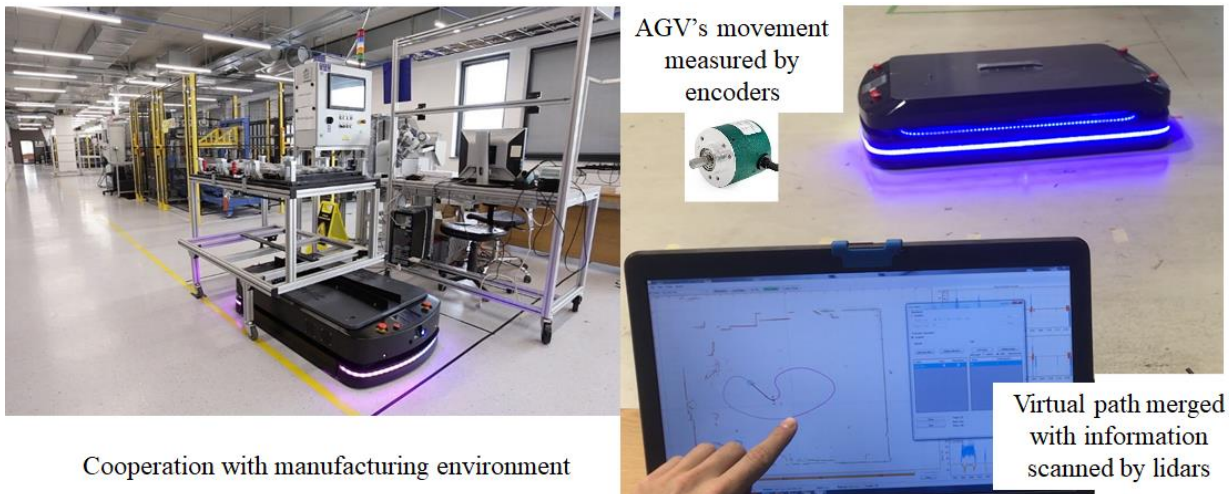 AGV's movement
measured by
encoders
Virtual path merged
with information
scanned by lidars
Cooperation with manufacturing environment